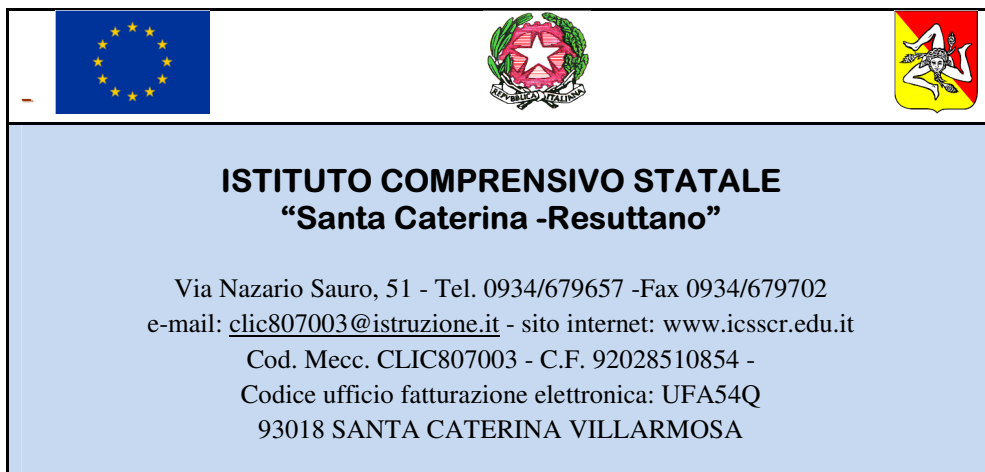 REPVBBLICA ITALIANA
ISTITUTO COMPRENSIVO STATALE
“Santa Caterina -Resuttano”
Via Nazario Sauro, 51 - Tel. 0934/679657 -Fax 0934/679702
e-mail: clic807003@istruzione.it - sito internet: www.icsscr.edu.it
Cod. Mecc. CLIC807003 - C.F. 92028510854 -
Codice ufficio fatturazione elettronica: UFA54Q
93018 SANTA CATERINA VILLARMOSA